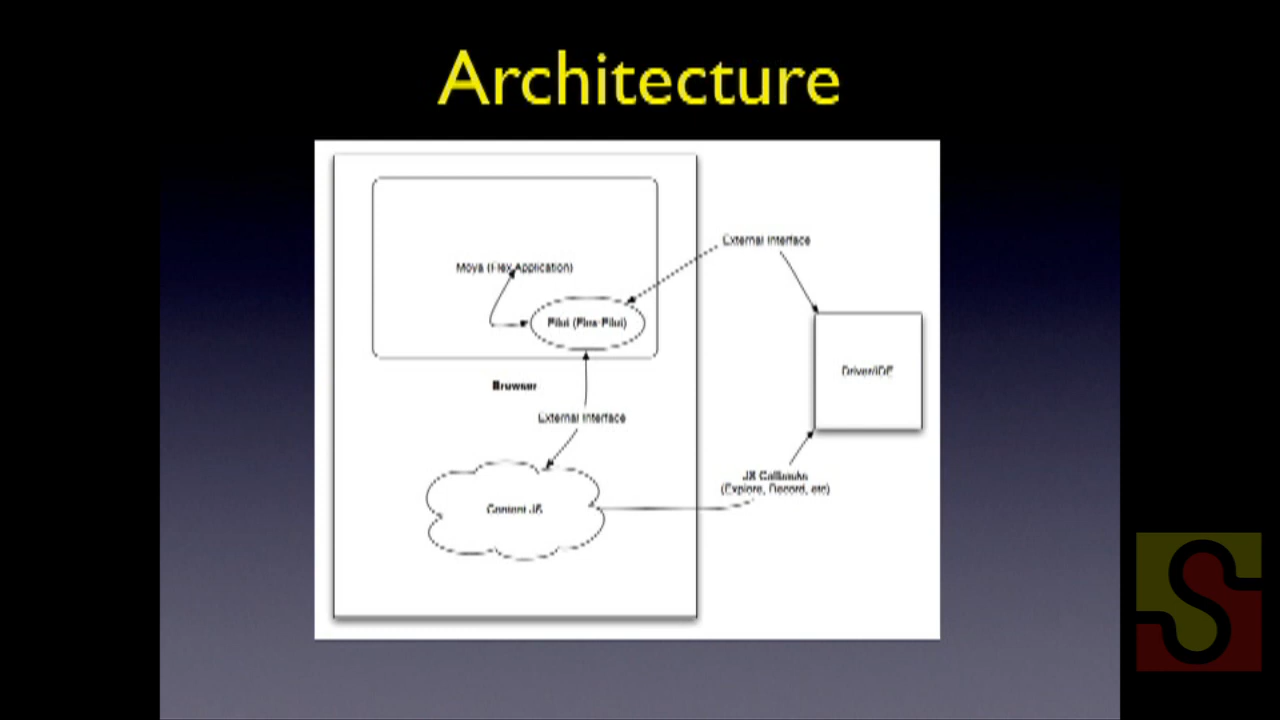 Architecture
Moya (Flex Application)
External Interface
Pilot (Flex-Pilot)
Driver/IDE
Browser
External Interface
JS Callbacks
(Explore, Record, etc)
Content JS